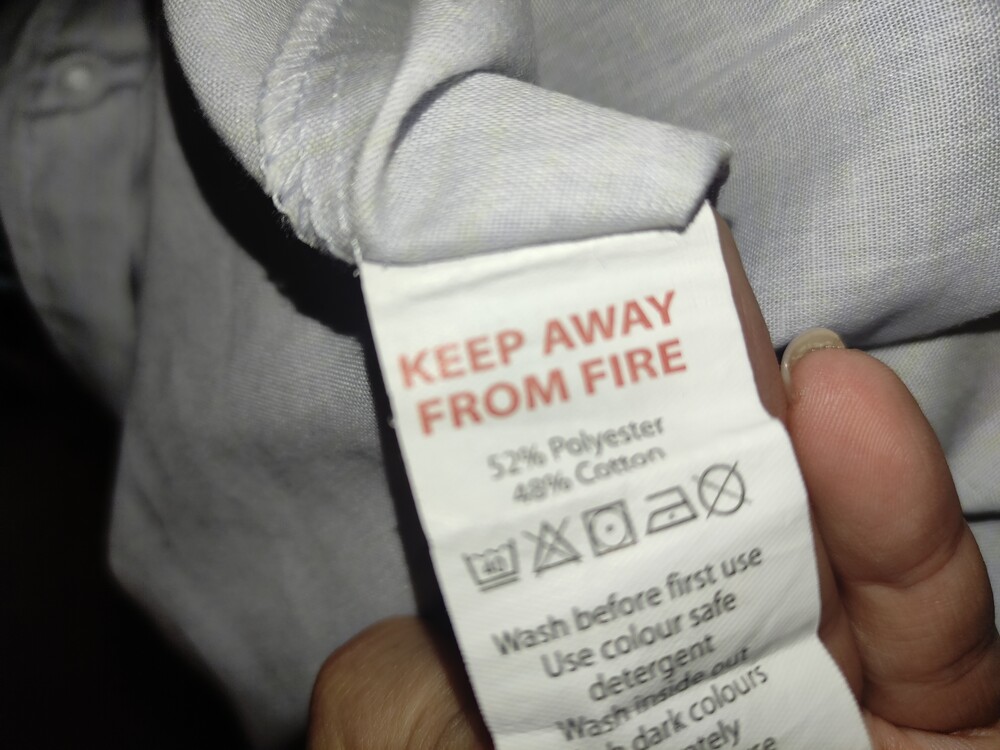 KEEP AWAY
FROM FIRE
52% Polyester
48% Cotton
40
Wash before first use
Use colour safe
detergent
Wash inside out
dark colours